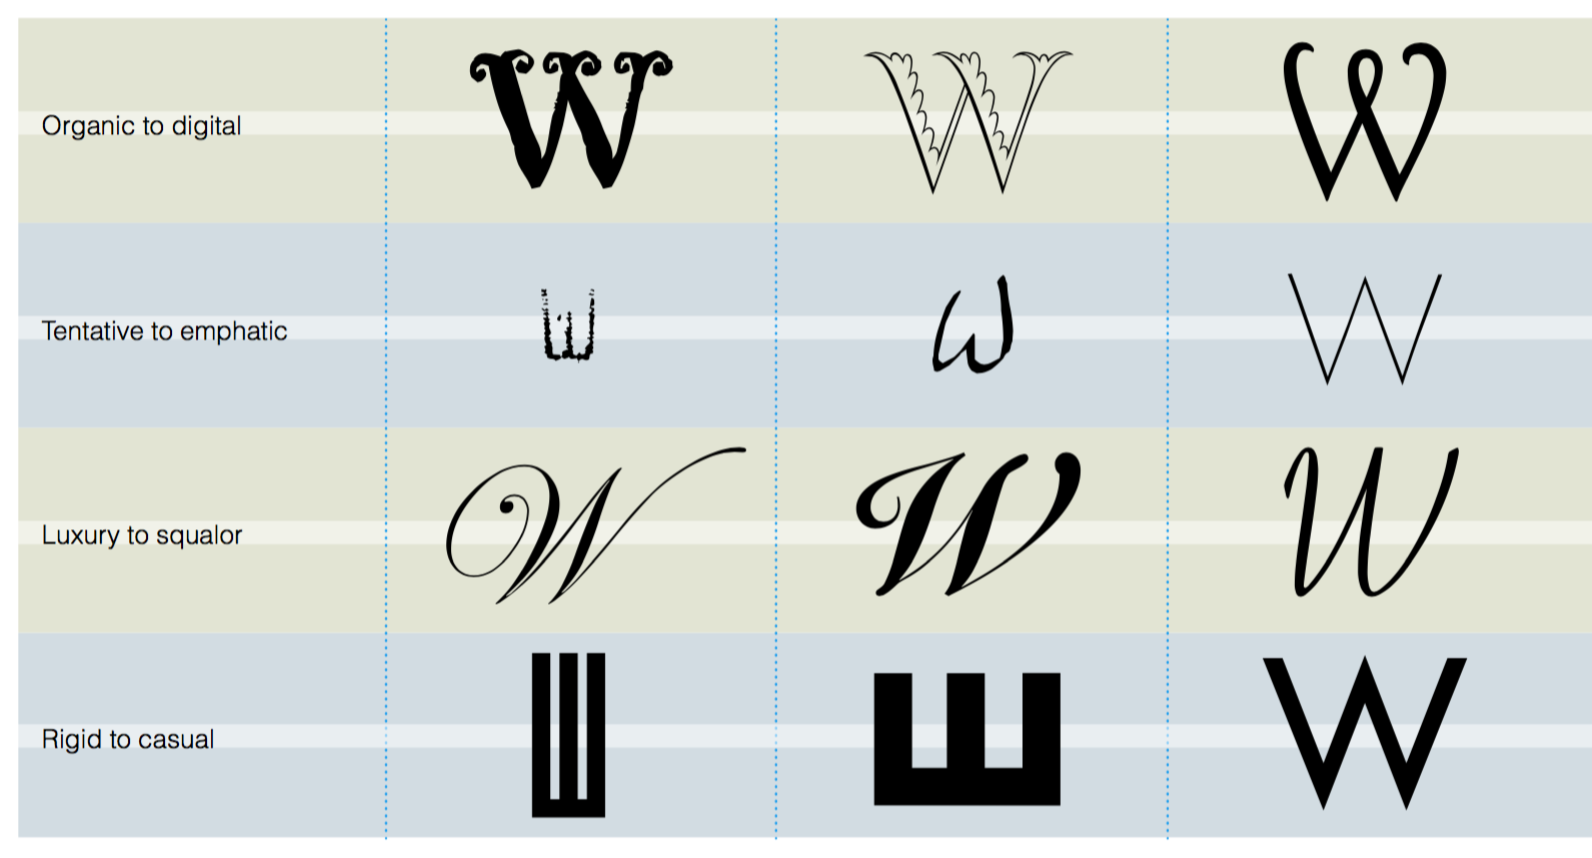 Organic to digital W W W
Tentative to emphatic w w W
Luxury to squalor W W W
Rigid to casual W W W